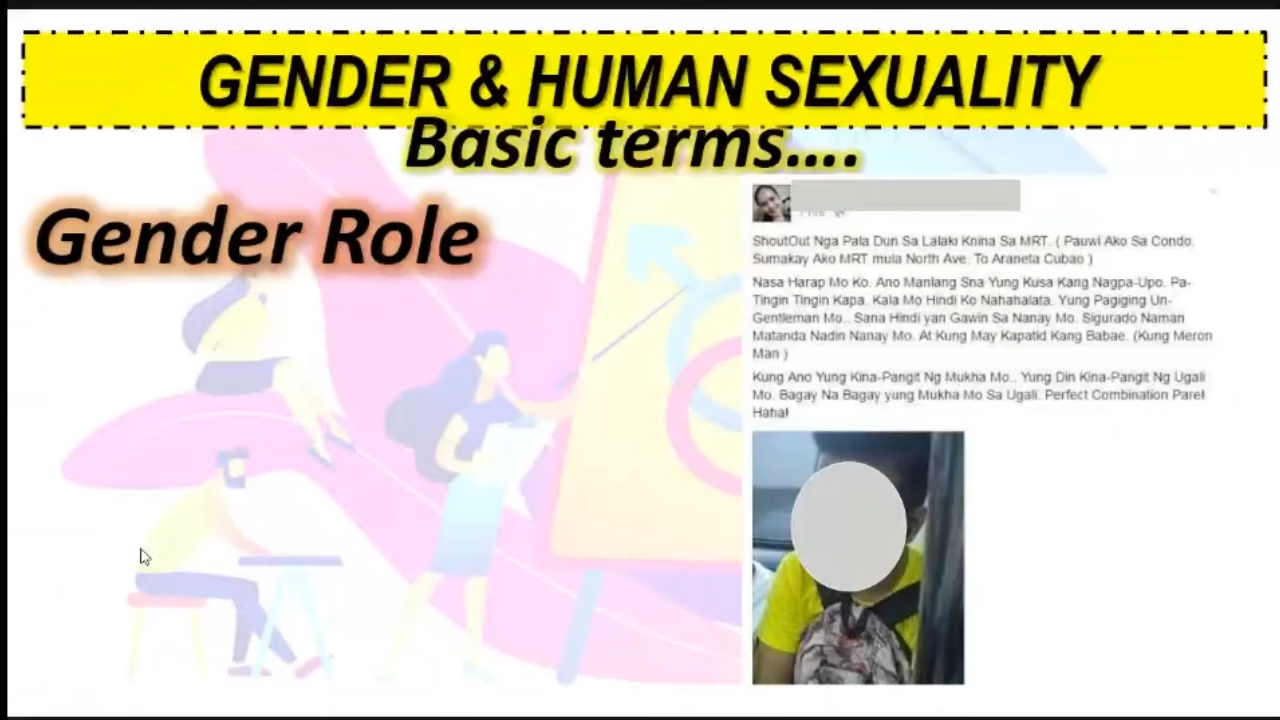 GENDER & HUMAN SEXUALITY
Basic terms....
Gender Role
ShoutOut Nga Pala Dun Sa Lalaki Knina Sa MRT. ( Pauwi Ako Sa Condo.
Sumakay Ako MRT mula North Ave. To Araneta Cubao )
Nasa Harap Mo Ko. Ano Manlang Sna Yung Kusa Kang Nagpa-Upo. Pa-
Tingin Tingin Kapa. Kala Mo Hindi Ko Nahahalata. Yung Pagiging Un-
Gentleman Mo.. Sana Hindi yan Gawin Sa Nanay Mo. Sigurado Naman
Matanda Nadin Nanay Mo. At Kung May Kapatid Kang Babae. (Kung Meron
Man )
Kung Ano Yung Kina-Pangit Ng Mukha Mo.. Yung Din Kina-Pangit Ng Ugali
Mo. Bagay Na Bagay yung Mukha Mo Sa Ugali. Perfect Combination Pare!
Haha!